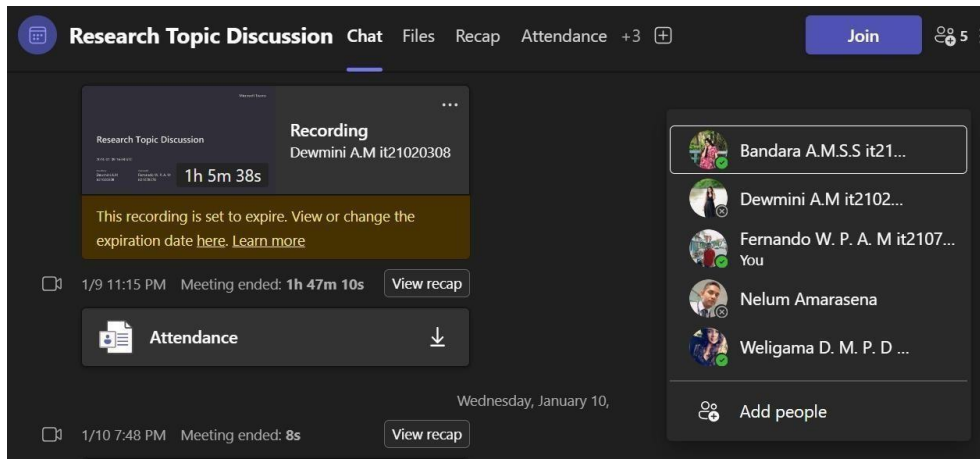 Research Topic Discussion Chat Files Recap Attendance +3 Join 5
Research Topic Discussion
1h 5m 38s
Recording
Dewmini A.M it21020308
This recording is set to expire. View or change the
expiration date here. Learn more
1/9 11:15 PM Meeting ended: 1h 47m 10s View recap
Attendance
Wednesday, January 10,
1/10 7:48 PM Meeting ended: 8s View recap
Bandara A.M.S.S it21...
Dewmini A.M it2102...
Fernando W. P. A. M it2107...
You
Nelum Amarasena
Weligama D. M. P. D ...
Add people